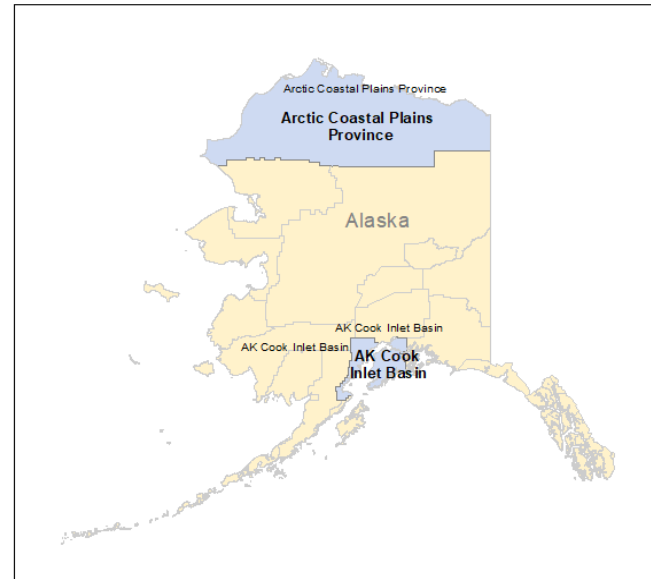 Arctic Coastal Plains Province
Arctic Coastal Plains
Province
Alaska
AK Cook Inlet Basin
AK Cook Inlet Basin
AK Cook
Inlet Basin